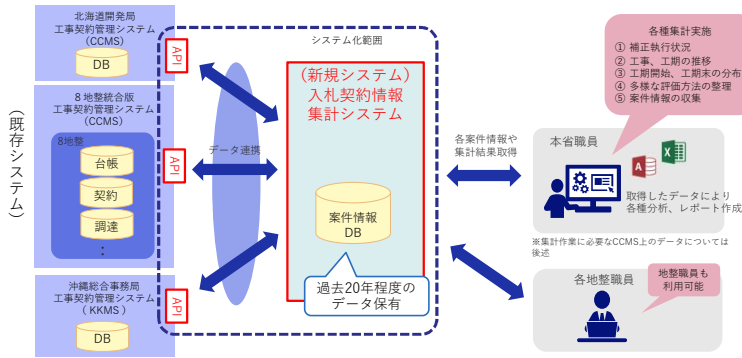 (既存システム)
北海道開発局
工事契約管理システム
(CCMS)
DB
API
8地整統合版
工事契約管理システム
(CCMS)
8地整
台帳
契約
調達
：
API
沖縄総合事務局
工事契約管理システム
(KKMS)
DB
API
データ連携
システム化範囲
(新規システム)
入札契約情報
集計システム
案件情報
DB
過去20年程度の
データ保有
各案件情報や
集計結果取得
各種集計実施
① 補正執行状況
② 工事、工期の推移
③ 工期開始、工期末の分布
④ 多様な評価方法の整理
⑤ 案件情報の収集
本省職員
A
X
取得したデータにより
各種分析、レポート作成
※集計作業に必要なCCMS上のデータについては
後述
各地整職員
地整職員も
利用可能